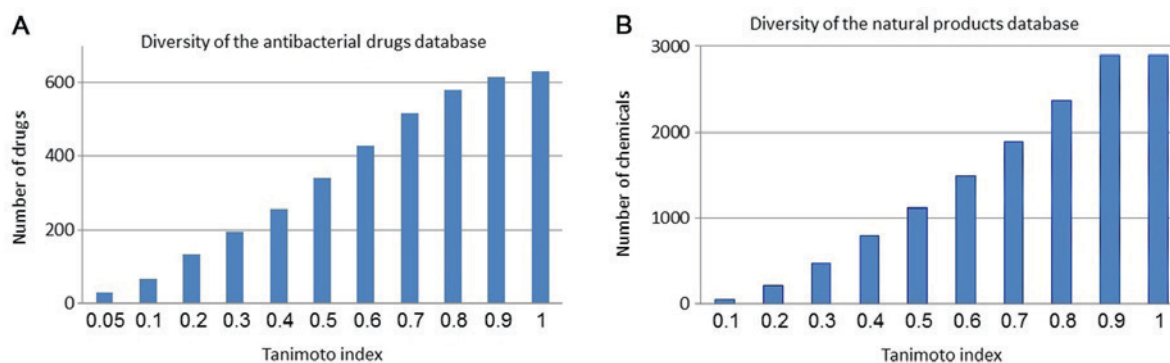 A
Diversity of the antibacterial drugs database
Number of drugs
600
400
200
0
0.05 0.1 0.2 0.3 0.4 0.5 0.6 0.7 0.8 0.9 1
Tanimoto index
B
Diversity of the natural products database
Number of chemicals
3000
2000
1000
0
0.1 0.2 0.3 0.4 0.5 0.6 0.7 0.8 0.9 1
Tanimoto index